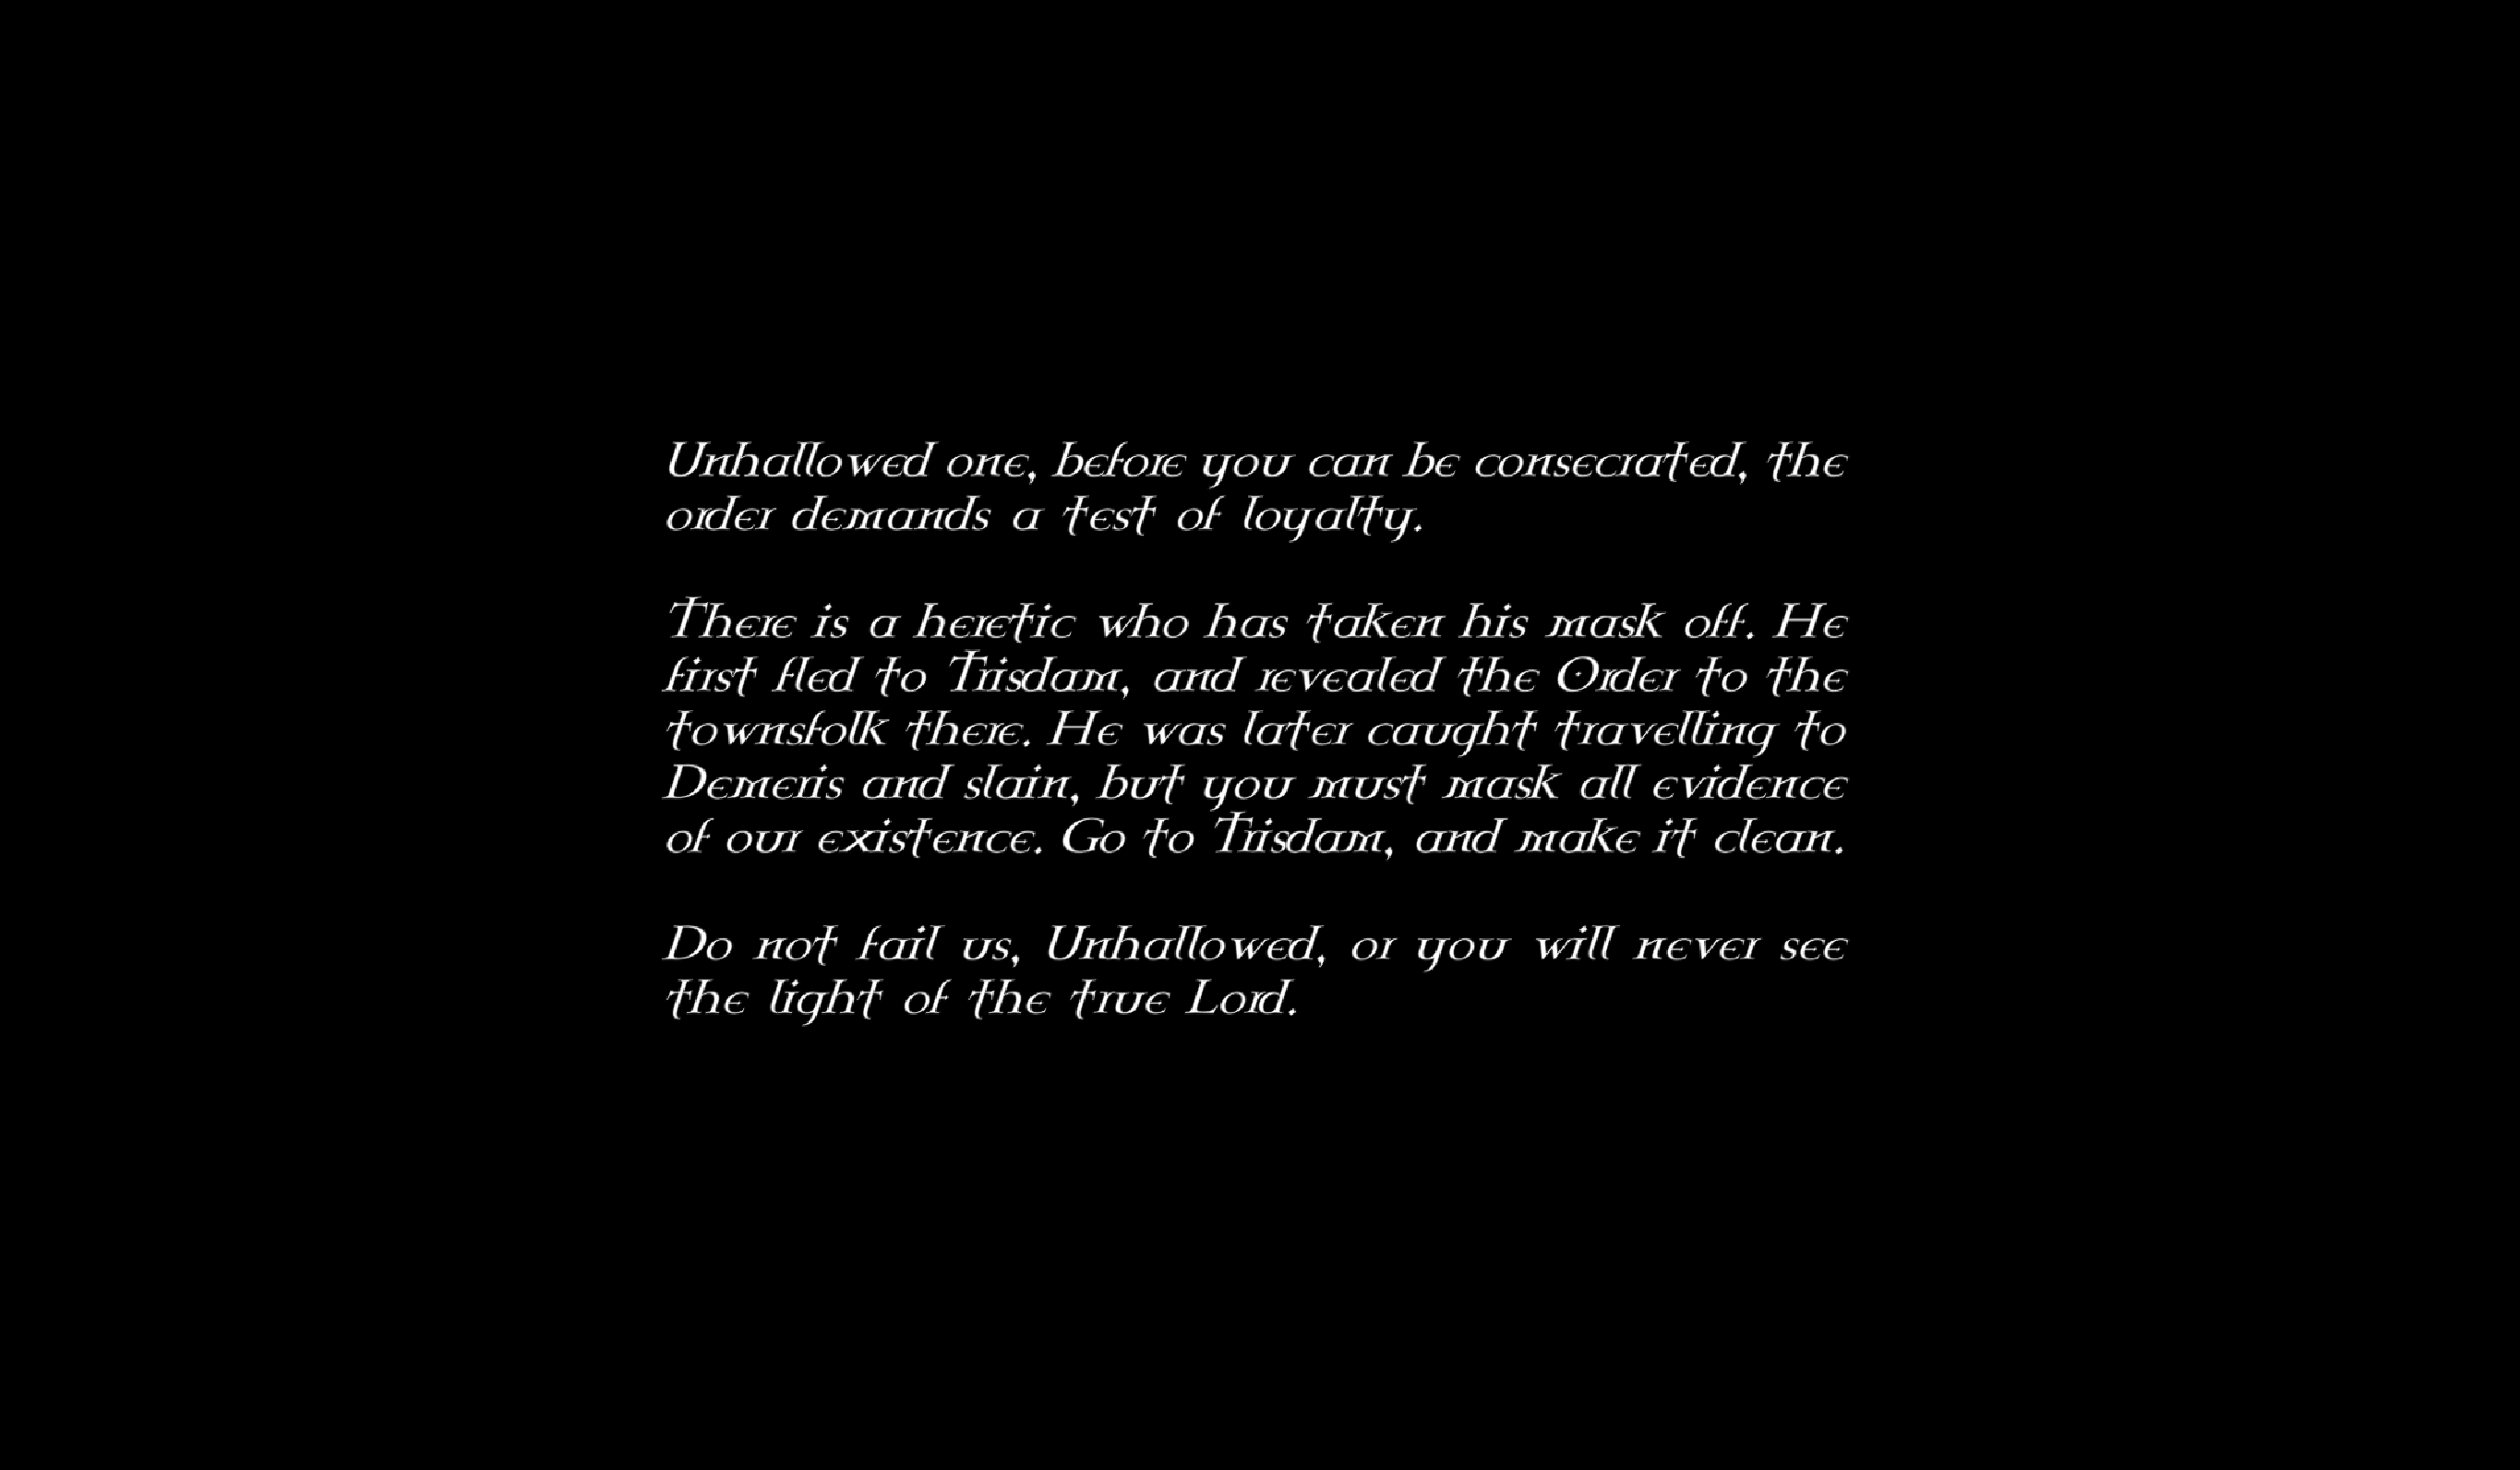 Unhallowed one, before you can be consecrated, the
order demands a test of loyalty.
There is a heretic who has taken his mask off. He
first fled to Trisdam, and revealed the Order to the
townsfolk there. He was later caught travelling to
Demeris and slain, but you must mask all evidence
of our existence. Go to Trisdam, and make it clean.
Do not fail us, Unhallowed, or you will never see
the light of the true Lord.